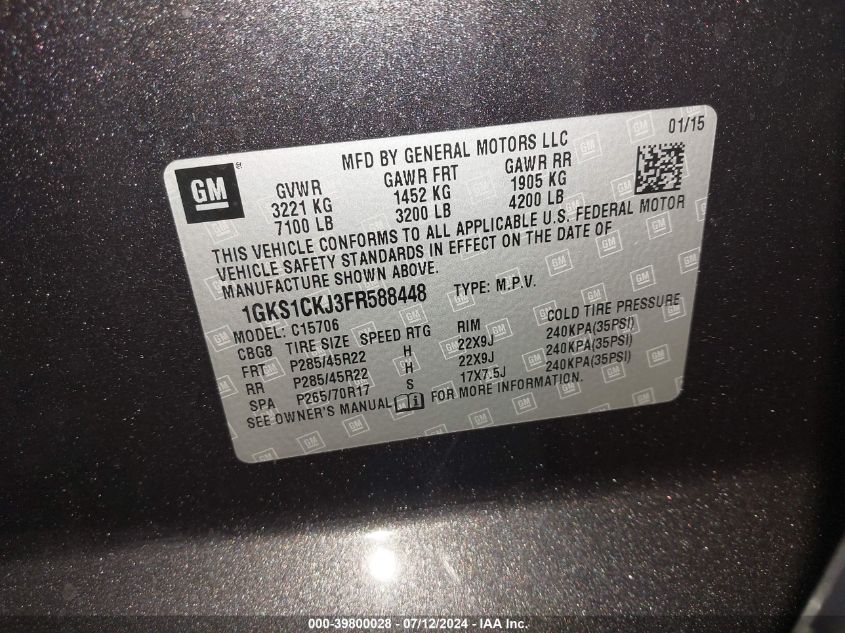 01/15
GM ®
MFD BY GENERAL MOTORS LLC
GVWR GAWR FRT GAWR RR
3221 KG 1452 KG 1905 KG
7100 LB 3200 LB 4200 LB
THIS VEHICLE CONFORMS TO ALL APPLICABLE U.S. FEDERAL MOTOR
VEHICLE SAFETY STANDARDS IN EFFECT ON THE DATE OF
MANUFACTURE SHOWN ABOVE.
1GKS1CKJ3FR588448 TYPE: M.P.V.
MODEL: C15706
CBG8 TIRE SIZE SPEED RTG RIM COLD TIRE PRESSURE
FRT P285/45R22 H 22X9J 240KPA(35PSI)
RR P285/45R22 H 22X9J 240KPA(35PSI)
SPA P265/70R17 S 17X7.5J 240KPA(35PSI)
SEE OWNER'S MANUAL FOR MORE INFORMATION.
000-39800028 - 07/12/2024 - IAA Inc.